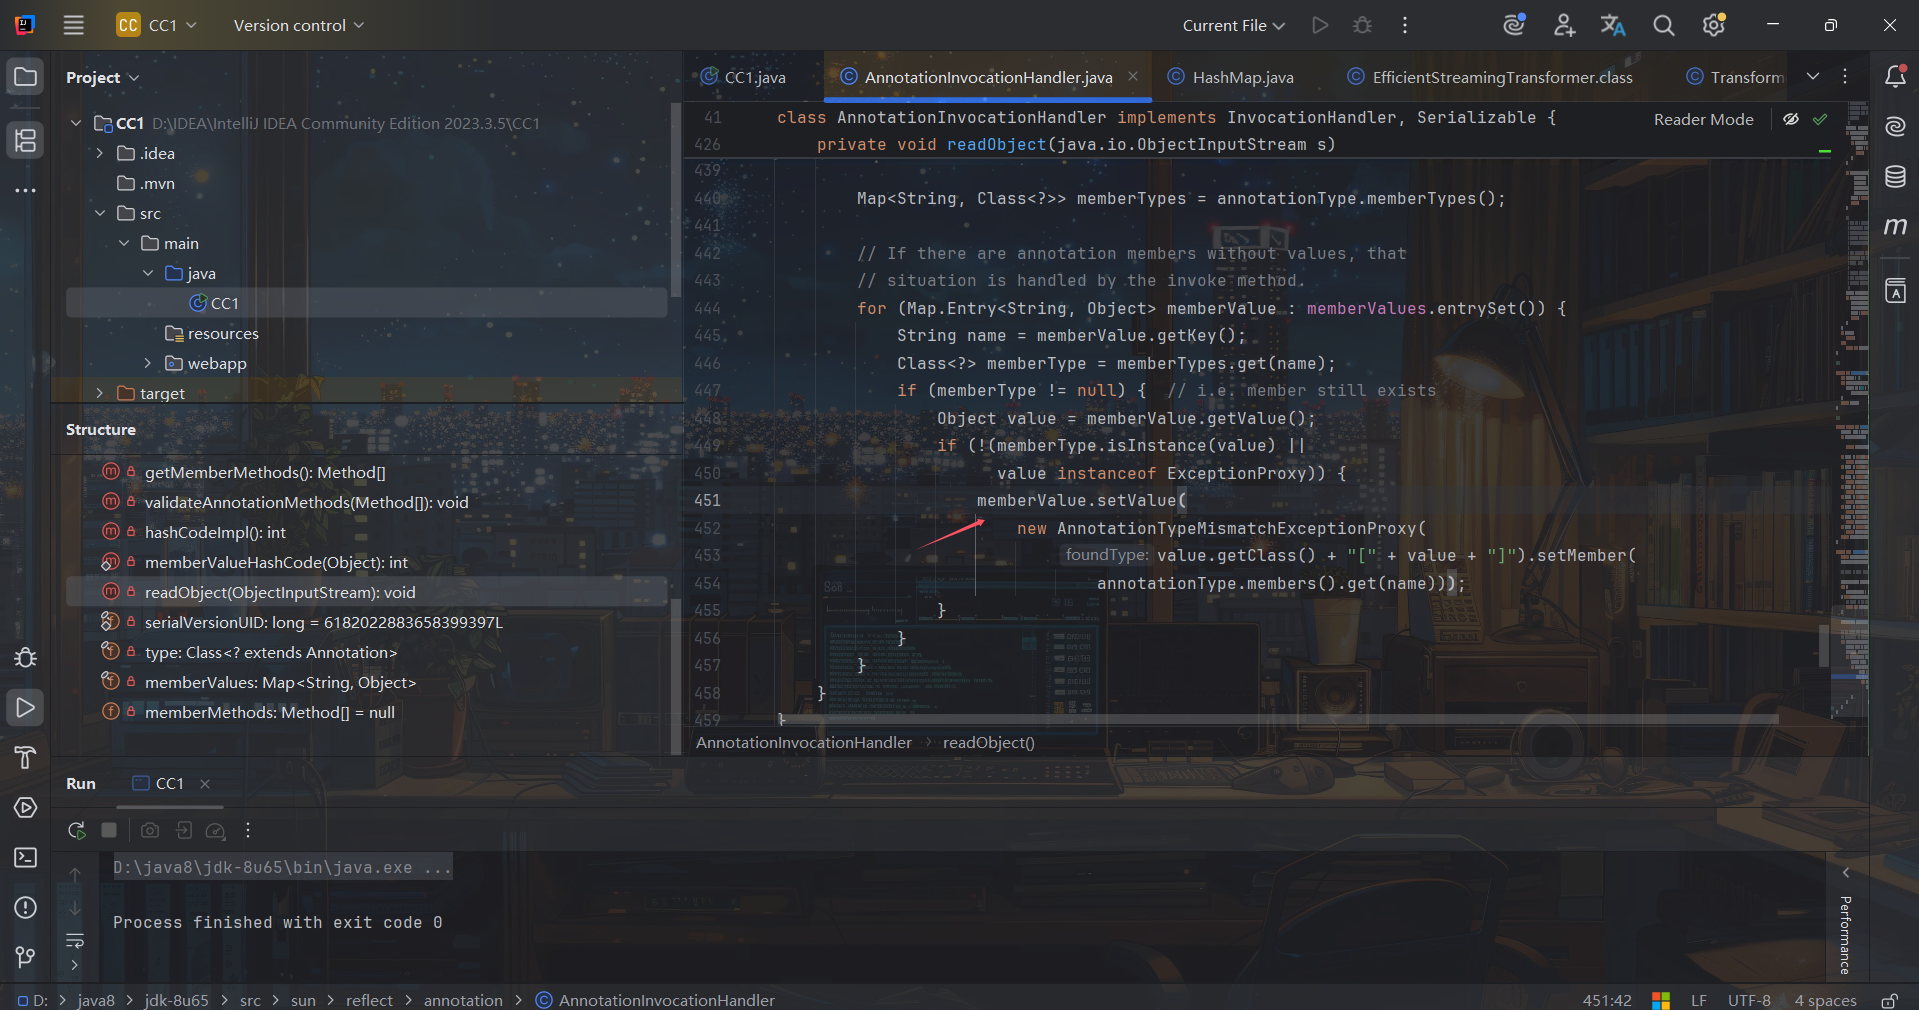 CC CC1 Version control Current File
Project
CC1 D:\IDEA\IntelliJ IDEA Community Edition 2023.3.5\CC1
.idea
.mvn
src
main
java
CC1
resources
webapp
target
Structure
getMemberMethods(): Method[]
validateAnnotationMethods(Method[]): void
hashCodeImpl(): int
memberValueHashCode(Object): int
readObject(ObjectInputStream): void
serialVersionUID: long = 6182022883658399397L
type: Class<? extends Annotation>
memberValues: Map<String, Object>
memberMethods: Method[] = null
CC1.java AnnotationInvocationHandler.java HashMap.java EfficientStreamingTransformer.class Transform
Reader Mode
41 class AnnotationInvocationHandler implements InvocationHandler, Serializable {
426 private void readObject(java.io.ObjectInputStream s)
439
440 Map<String, Class<?>> memberTypes = annotationType.memberTypes();
441
442 // If there are annotation members without values, that
443 // situation is handled by the invoke method.
444 for (Map.Entry<String, Object> memberValue : memberValues.entrySet()) {
445 String name = memberValue.getKey();
446 Class<?> memberType = memberTypes.get(name);
447 if (memberType != null) { // i.e. member still exists
448 Object value = memberValue.getValue();
449 if (!(memberType.isInstance(value) ||
450 value instanceof ExceptionProxy)) {
451 memberValue.setValue(
452 new AnnotationTypeMismatchExceptionProxy(
453 foundType: value.getClass() + "[" + value + "]").setMember(
454 annotationType.members().get(name)));
455 }
456 }
457 }
458 }
459 }
AnnotationInvocationHandler readObject()
Run CC1
D:\java8\jdk-8u65\bin\java.exe ...
Process finished with exit code 0
Performance
D: java8 jdk-8u65 src sun reflect annotation AnnotationInvocationHandler
451:42 LF UTF-8 4 spaces